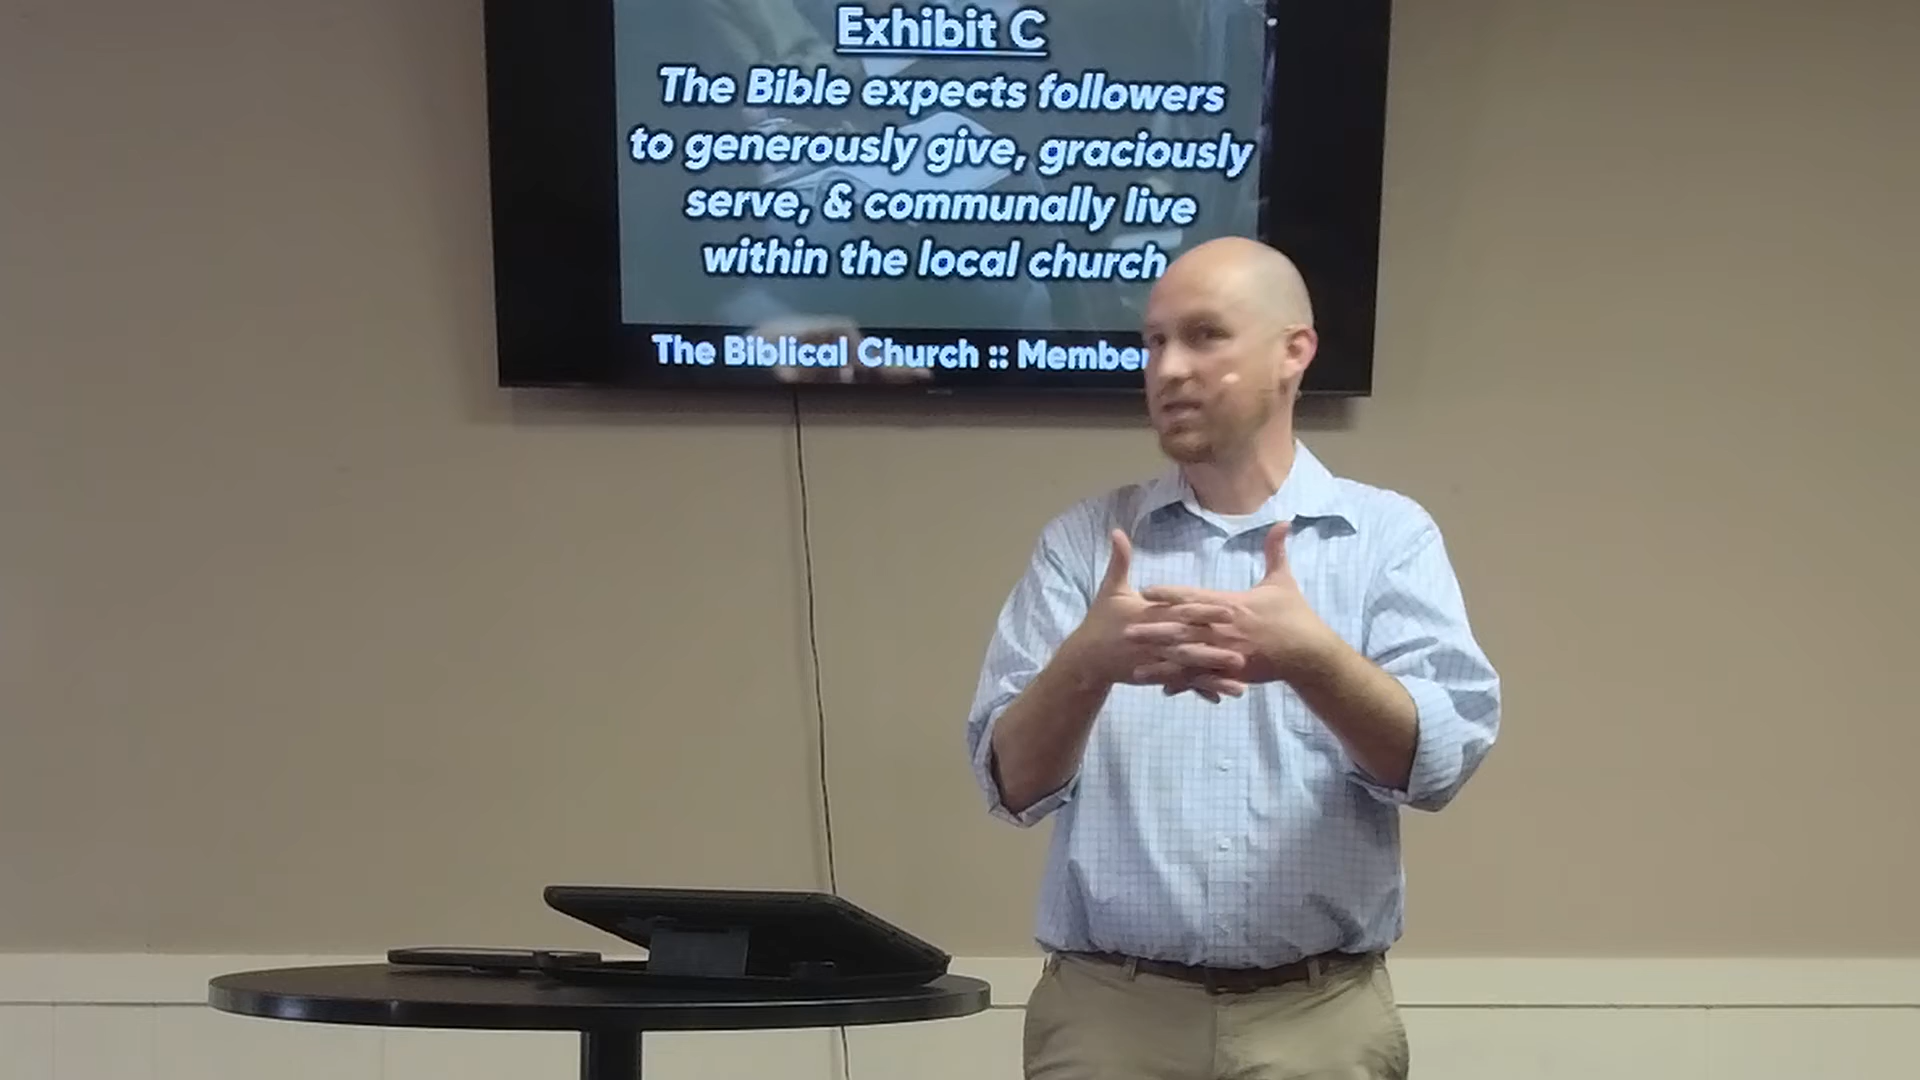 Exhibit C
The Bible expects followers
to generously give, graciously
serve, & communally live
within the local church
The Biblical Church :: Member